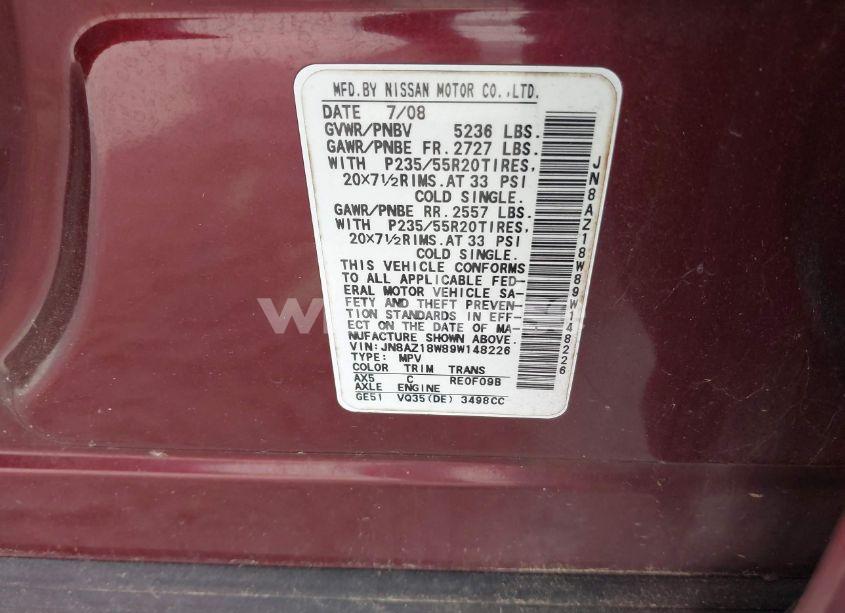 MFD.BY NISSAN MOTOR CO.,LTD.
DATE 7/08
GVWR/PNBV 5236 LBS.
GAWR/PNBE FR.2727 LBS.
WITH P235/55R20TIRES,
20X7½RIMS.AT 33 PSI
COLD SINGLE.
GAWR/PNBE RR.2557 LBS.
WITH P235/55R20TIRES,
20X7½RIMS.AT 33 PSI
COLD SINGLE.
THIS VEHICLE CONFORMS
TO ALL APPLICABLE FED-
ERAL MOTOR VEHICLE SA-
FETY AND THEFT PREVEN-
TION STANDARDS IN EFF-
ECT ON THE DATE OF MA-
NUFACTURE SHOWN ABOVE.
VIN:JN8AZ18W89W148226
TYPE: MPV
COLOR TRIM TRANS
AX5 C RE0F09B
AXLE ENGINE
GE51 VQ35(DE) 3498CC
JN8AZ18W89W148226